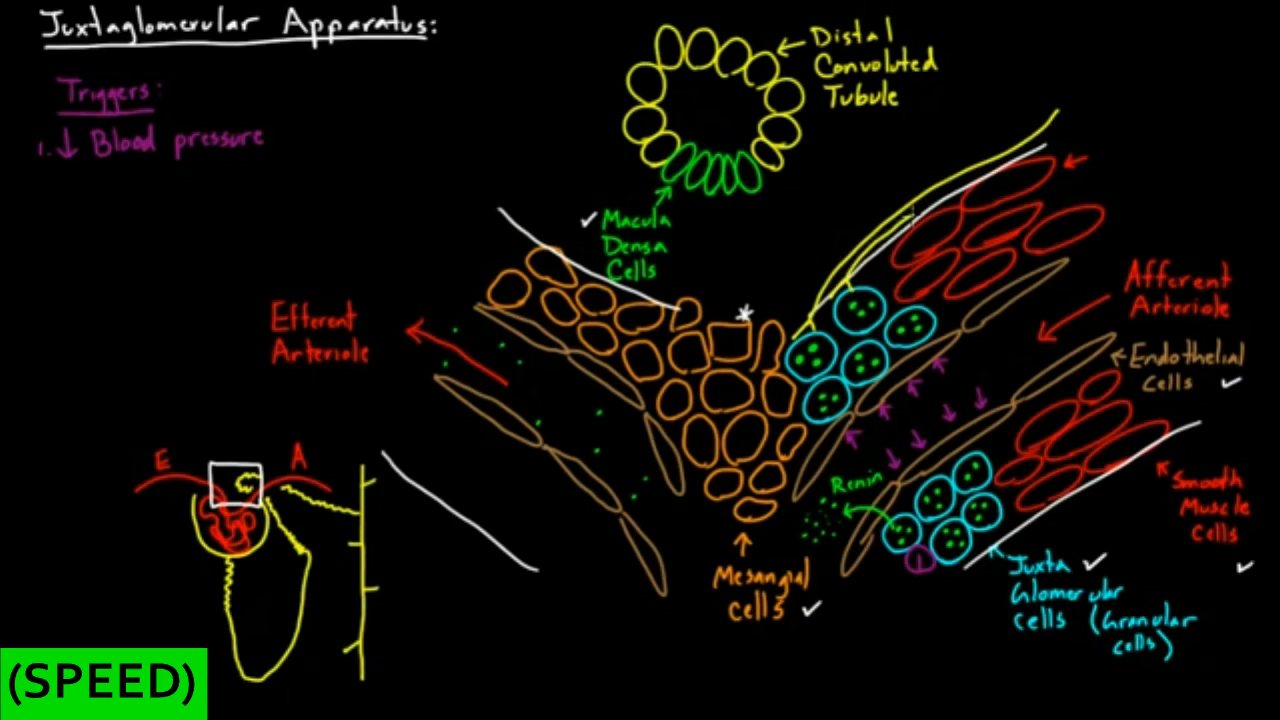 Juxtaglomerular Apparatus:
Triggers:
1. ↓ Blood pressure
Distal
Convoluted
Tubule
Macula
Densa
Cells
Efferent
Arteriole
Afferent
Arteriole
Endothelial
Cells
Renin
Smooth
Muscle
Cells
Mesangial
Cells
Juxta
Glomerular
Cells (Granular
Cells)
E
A
(SPEED)